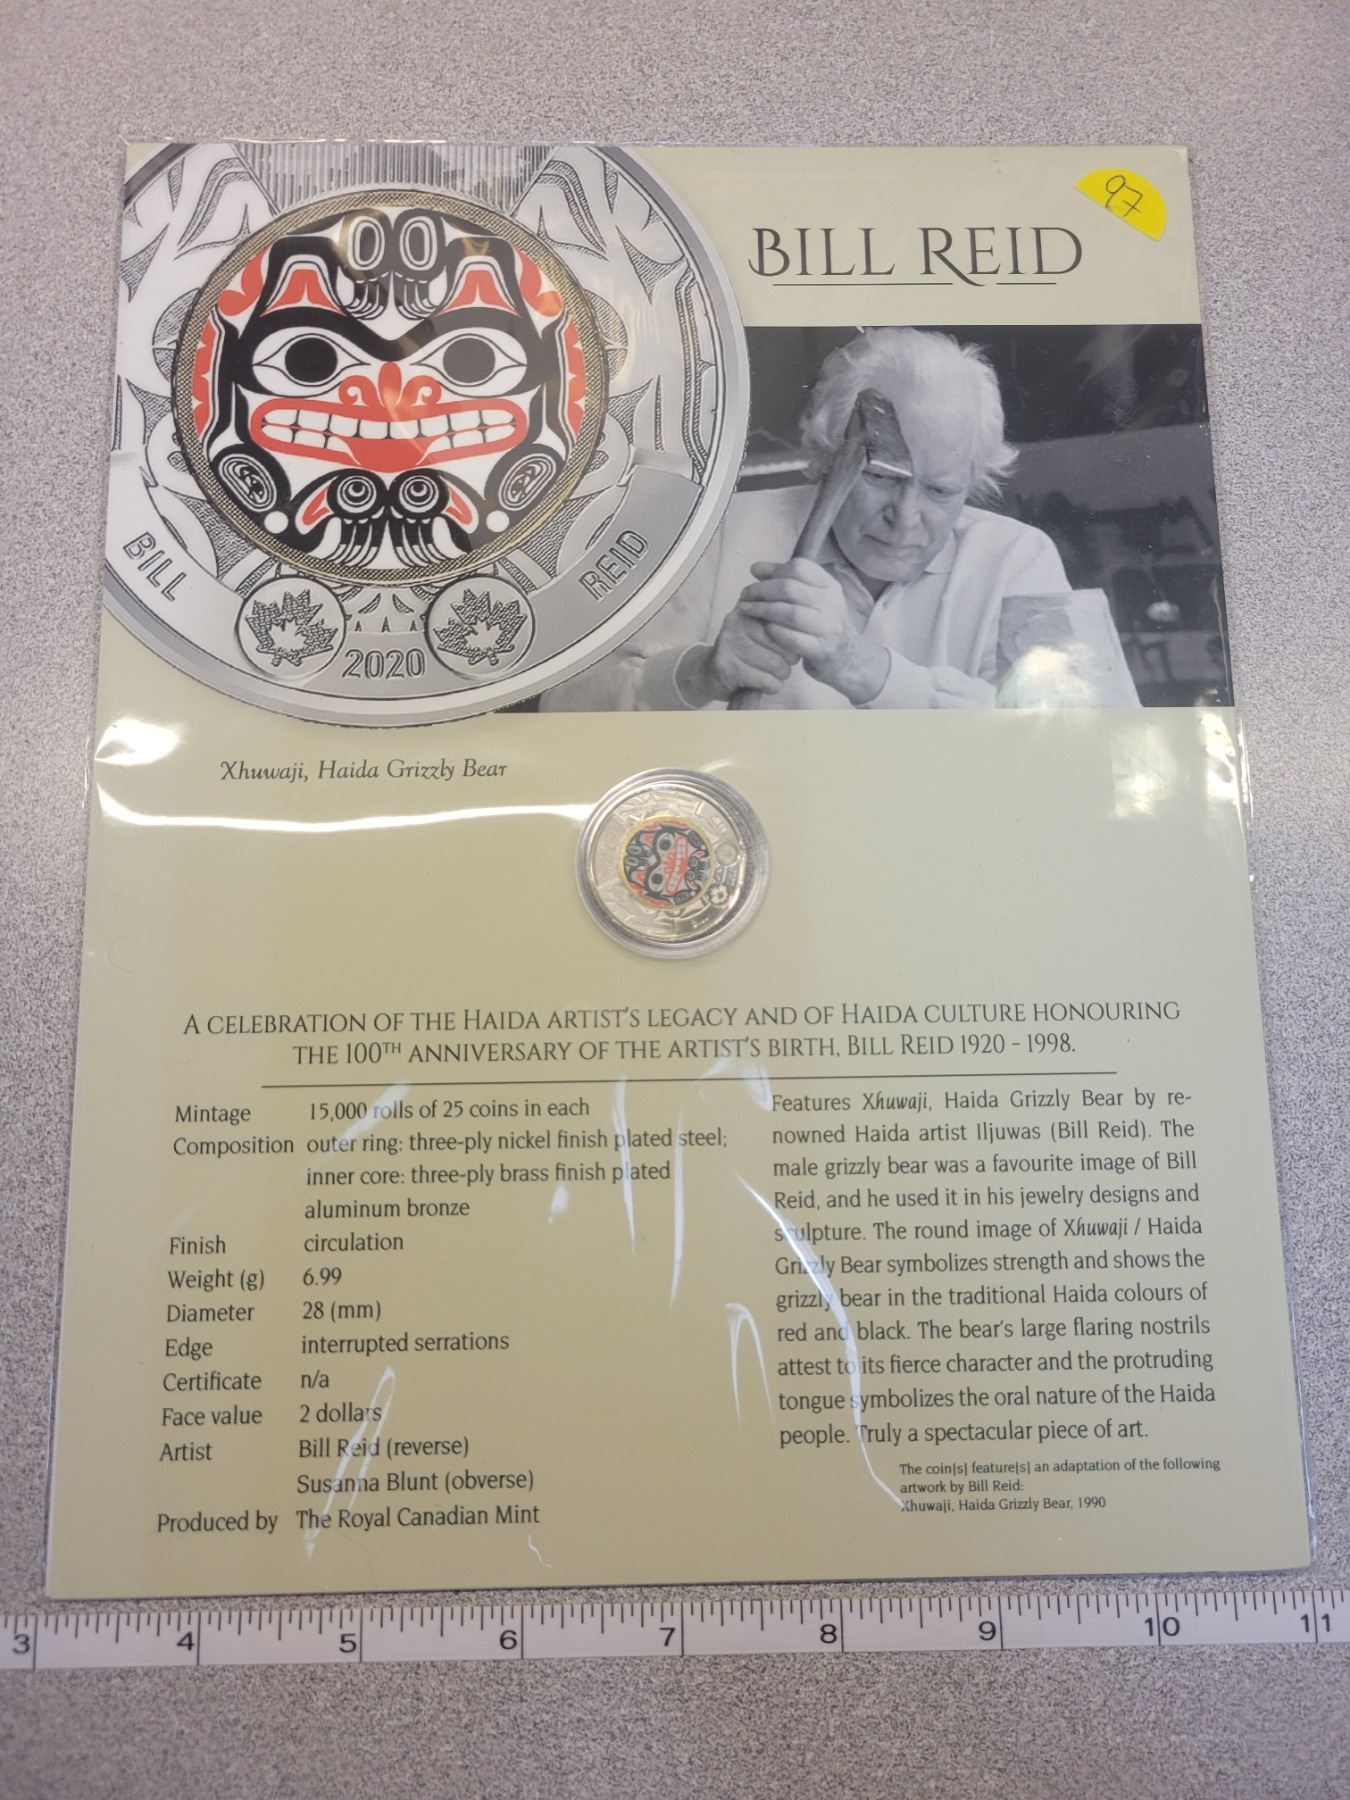 97
BILL REID
BILL
REID
2020
Xhuwaji, Haida Grizzly Bear
A CELEBRATION OF THE HAIDA ARTIST'S LEGACY AND OF HAIDA CULTURE HONOURING
THE 100TH ANNIVERSARY OF THE ARTIST'S BIRTH, BILL REID 1920 - 1998.
Mintage 15,000 rolls of 25 coins in each
Composition outer ring: three-ply nickel finish plated steel;
inner core: three-ply brass finish plated
aluminum bronze
Finish circulation
Weight (g) 6.99
Diameter 28 (mm)
Edge interrupted serrations
Certificate n/a
Face value 2 dollars
Artist Bill Reid (reverse)
Susanna Blunt (obverse)
Produced by The Royal Canadian Mint
Features Xhuwaji, Haida Grizzly Bear by re-
nowned Haida artist Iljuwas (Bill Reid). The
male grizzly bear was a favourite image of Bill
Reid, and he used it in his jewelry designs and
sculpture. The round image of Xhuwaji / Haida
Grizzly Bear symbolizes strength and shows the
grizzly bear in the traditional Haida colours of
red and black. The bear's large flaring nostrils
attest to its fierce character and the protruding
tongue symbolizes the oral nature of the Haida
people. Truly a spectacular piece of art.
The coin[s] feature[s] an adaptation of the following
artwork by Bill Reid:
Xhuwaji, Haida Grizzly Bear, 1990
3 4 5 6 7 8 9 10 11